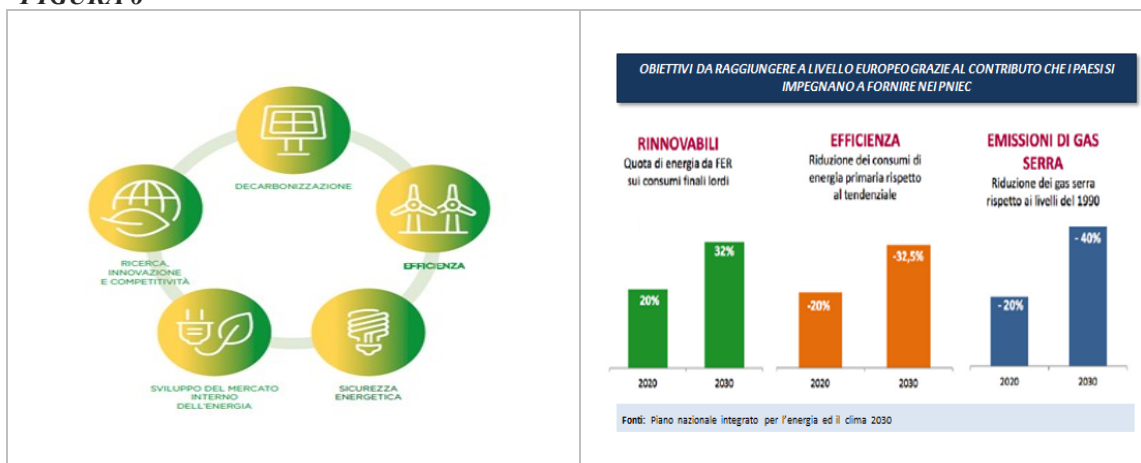 FIGURA 6
DECARBONIZZAZIONE
EFFICIENZA
SICUREZZA
ENERGETICA
SVILUPPO DEL MERCATO
INTERNO
DELL'ENERGIA
RICERCA,
INNOVAZIONE
E COMPETITIVITÀ
OBIETTIVI DA RAGGIUNGERE A LIVELLO EUROPEO GRAZIE AL CONTRIBUTO CHE I PAESI SI
IMPEGNANO A FORNIRE NEI PNIEC
RINNOVABILI
Quota di energia da FER
sui consumi finali lordi
20%
32%
2020
2030
EFFICIENZA
Riduzione dei consumi di
energia primaria rispetto
al tendenziale
-20%
-32,5%
2020
2030
EMISSIONI DI GAS
SERRA
Riduzione dei gas serra
rispetto ai livelli del 1990
- 20%
- 40%
2020
2030
Fonti: Piano nazionale integrato per l'energia ed il clima 2030